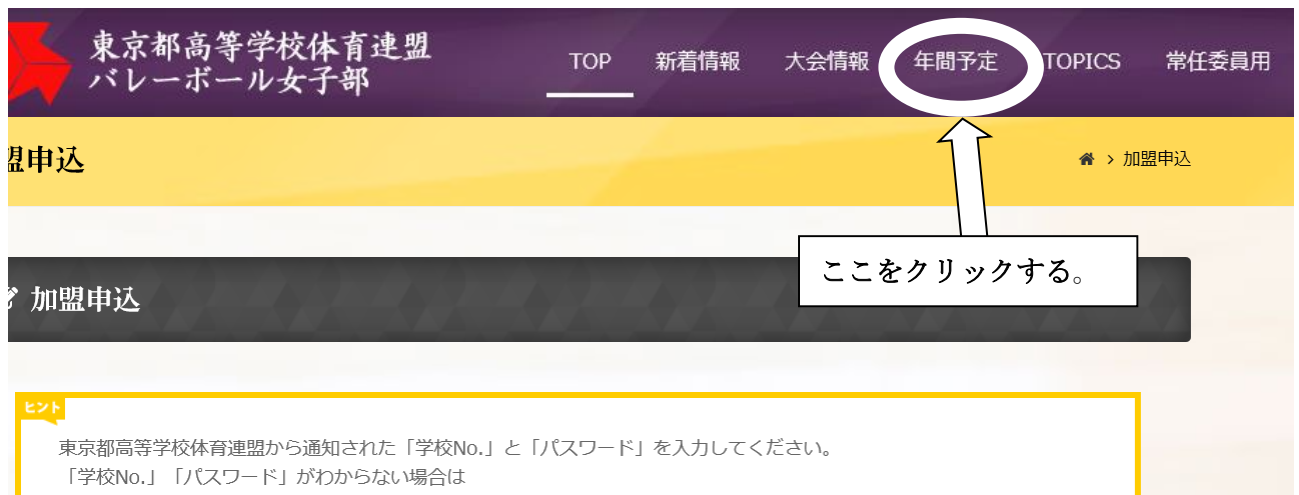 東京都高等学校体育連盟
バレーボール女子部
TOP 新着情報 大会情報 年間予定 TOPICS 常任委員用
盟申込
> 加盟申込
ここをクリックする。
加盟申込
ヒント
東京都高等学校体育連盟から通知された「学校No.」と「パスワード」を入力してください。
「学校No.」「パスワード」がわからない場合は